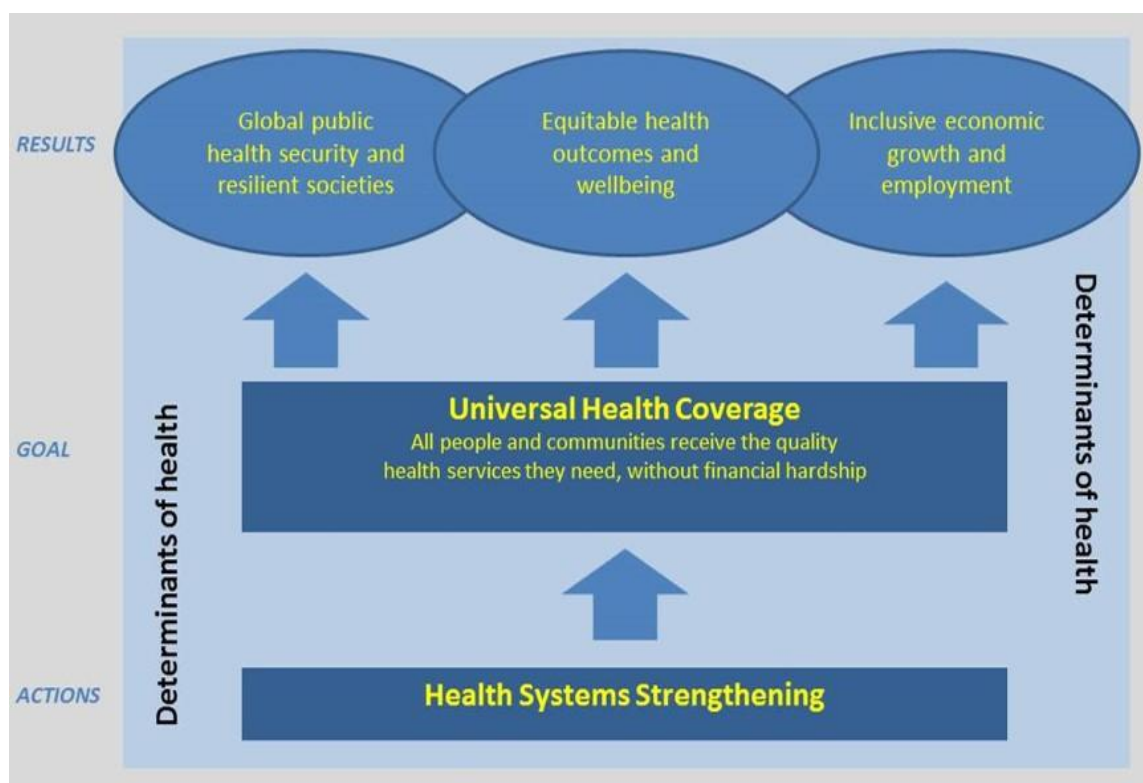 RESULTS
Global public
health security and
resilient societies
Equitable health
outcomes and
wellbeing
Inclusive economic
growth and
employment
Determinants of health
GOAL
Universal Health Coverage
All people and communities receive the quality
health services they need, without financial hardship
Determinants of health
ACTIONS
Health Systems Strengthening